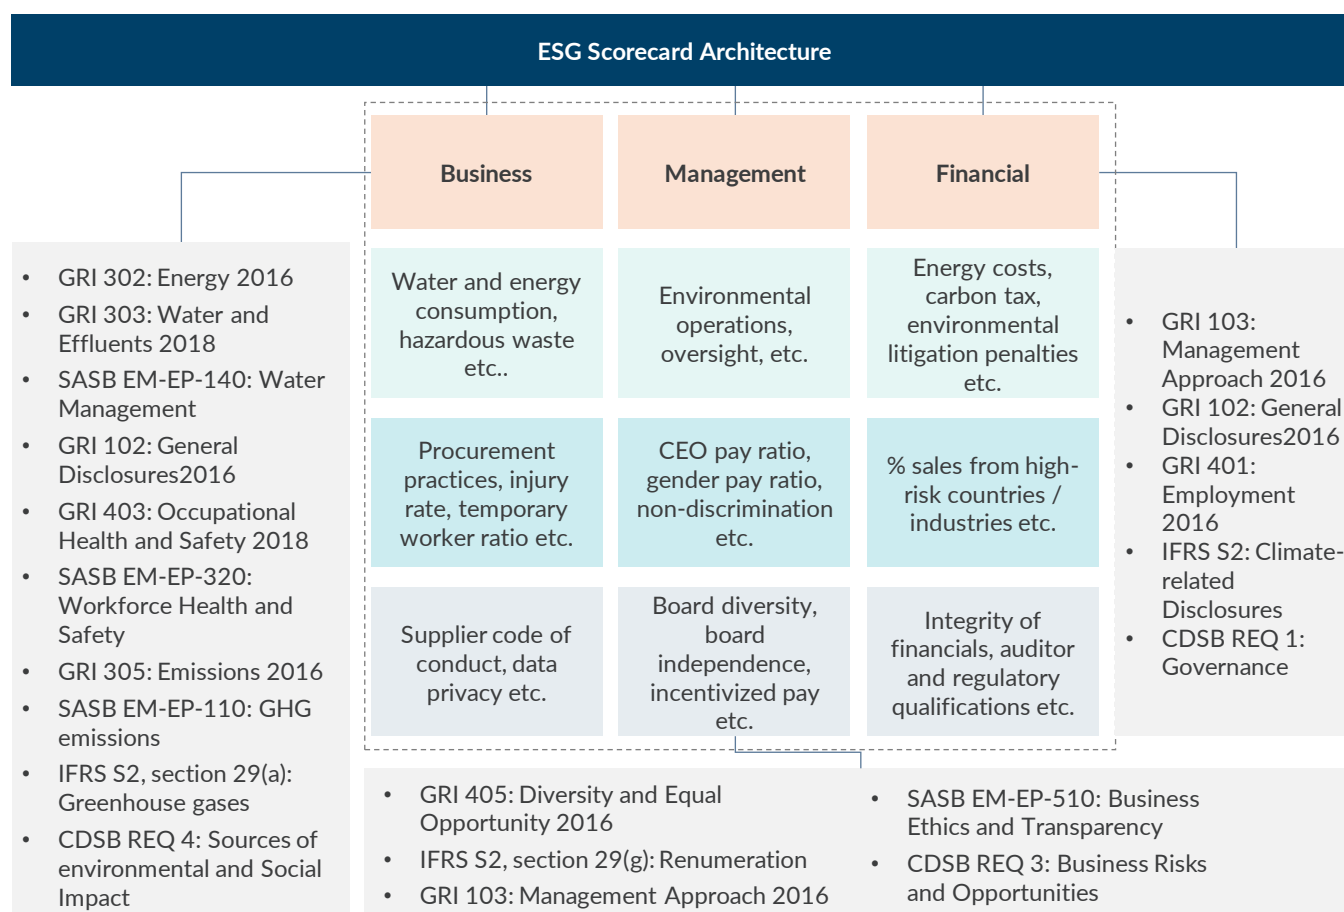 ESG Scorecard Architecture
Business
Management
Financial
Water and energy
consumption,
hazardous waste
etc..
Environmental
operations,
oversight, etc.
Energy costs,
carbon tax,
environmental
litigation penalties
etc.
Procurement
practices, injury
rate, temporary
worker ratio etc.
CEO pay ratio,
gender pay ratio,
non-discrimination
etc.
% sales from high-
risk countries /
industries etc.
Supplier code of
conduct, data
privacy etc.
Board diversity,
board
independence,
incentivized pay
etc.
Integrity of
financials, auditor
and regulatory
qualifications etc.
• GRI 302: Energy 2016
• GRI 303: Water and
Effluents 2018
• SASB EM-EP-140: Water
Management
• GRI 102: General
Disclosures2016
• GRI 403: Occupational
Health and Safety 2018
• SASB EM-EP-320:
Workforce Health and
Safety
• GRI 305: Emissions 2016
• SASB EM-EP-110: GHG
emissions
• IFRS S2, section 29(a):
Greenhouse gases
• CDSB REQ 4: Sources of
environmental and Social
Impact
• GRI 103:
Management
Approach 2016
• GRI 102: General
Disclosures2016
• GRI 401:
Employment
2016
• IFRS S2: Climate-
related
Disclosures
• CDSB REQ 1:
Governance
• GRI 405: Diversity and Equal
Opportunity 2016
• IFRS S2, section 29(g): Renumeration
• GRI 103: Management Approach 2016
• SASB EM-EP-510: Business
Ethics and Transparency
• CDSB REQ 3: Business Risks
and Opportunities